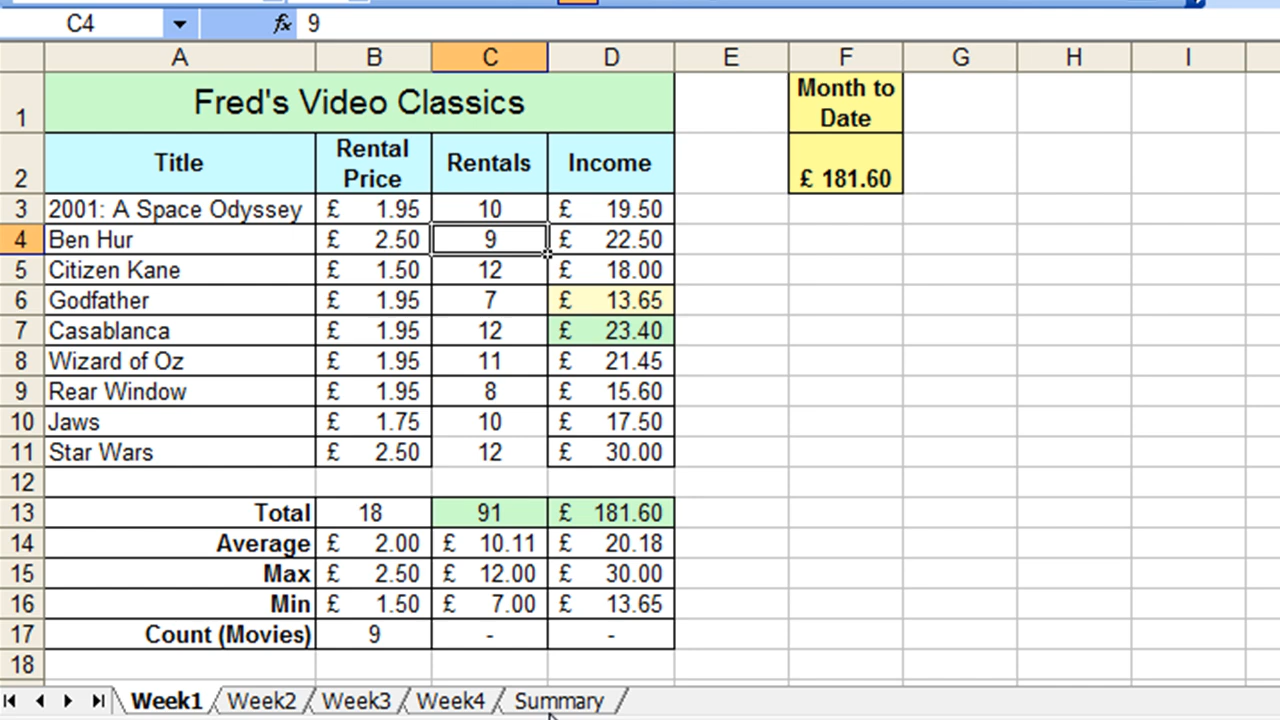 C4 fx 9
A B C D E F G H I
1 Fred's Video Classics Month to Date
2 Title Rental Price Rentals Income £ 181.60
3 2001: A Space Odyssey £ 1.95 10 £ 19.50
4 Ben Hur £ 2.50 9 £ 22.50
5 Citizen Kane £ 1.50 12 £ 18.00
6 Godfather £ 1.95 7 £ 13.65
7 Casablanca £ 1.95 12 £ 23.40
8 Wizard of Oz £ 1.95 11 £ 21.45
9 Rear Window £ 1.95 8 £ 15.60
10 Jaws £ 1.75 10 £ 17.50
11 Star Wars £ 2.50 12 £ 30.00
12
13 Total 18 91 £ 181.60
14 Average £ 2.00 £ 10.11 £ 20.18
15 Max £ 2.50 £ 12.00 £ 30.00
16 Min £ 1.50 £ 7.00 £ 13.65
17 Count (Movies) 9 - -
18
Week1 Week2 Week3 Week4 Summary